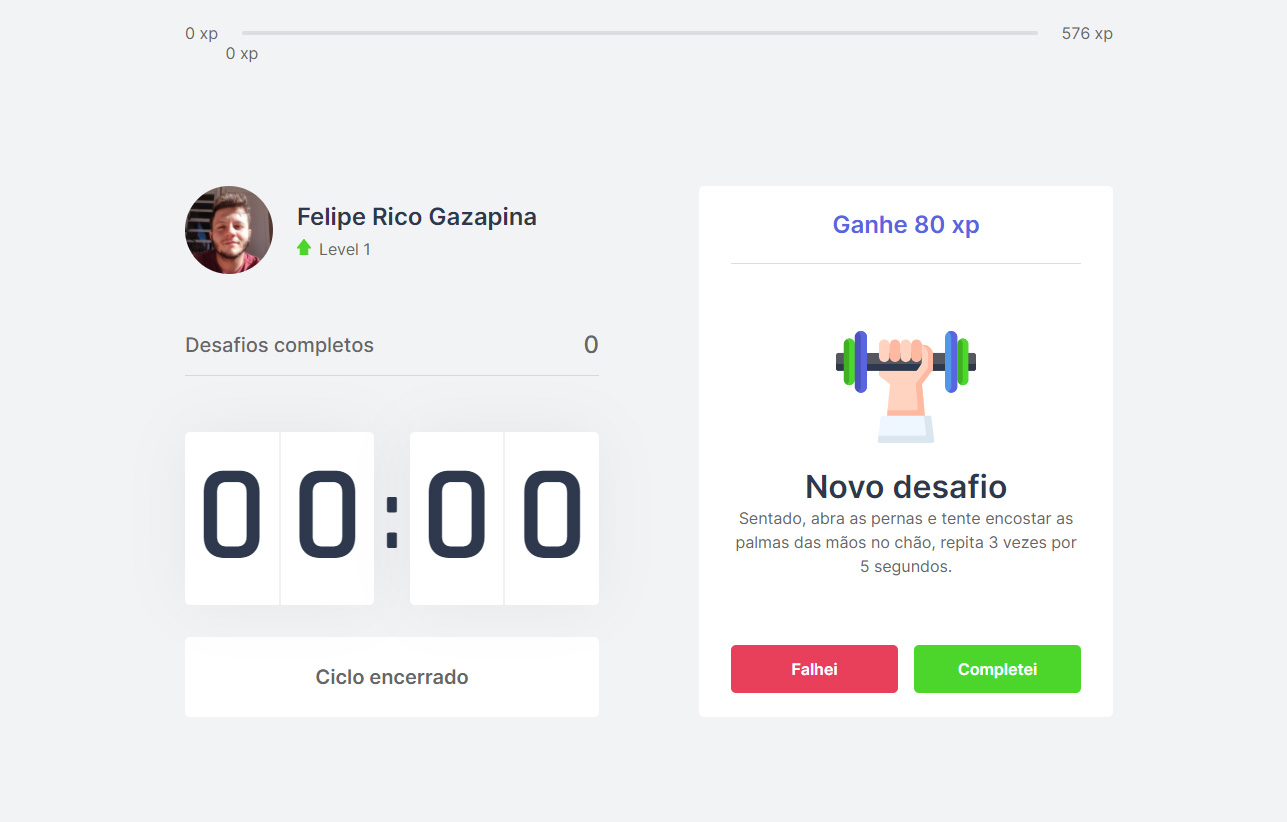 0 xp
576 xp
0 xp
Felipe Rico Gazapina
Level 1
Desafios completos
0
00:00
Ciclo encerrado
Ganhe 80 xp
Novo desafio
Sentado, abra as pernas e tente encostar as
palmas das mãos no chão, repita 3 vezes por
5 segundos.
Falhei
Completei